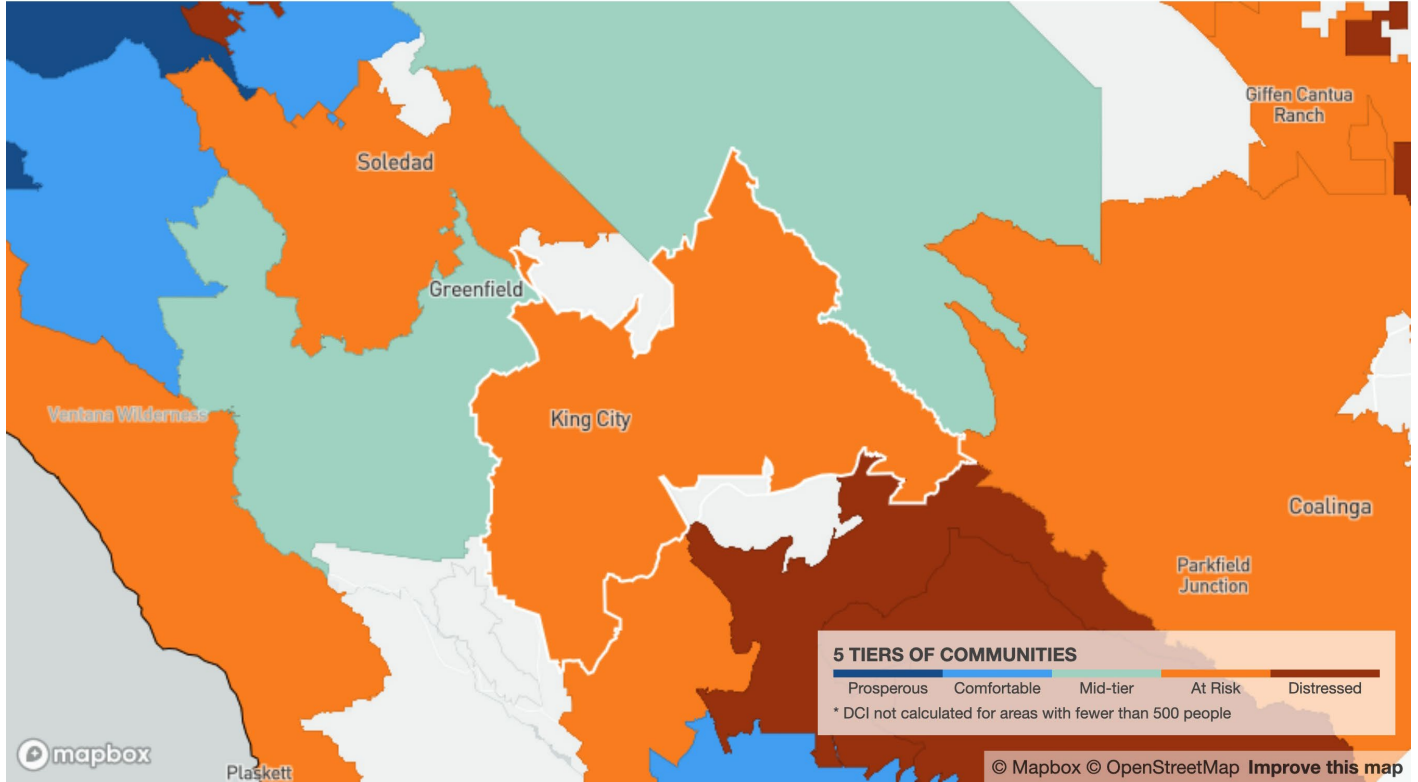 Giffen Cantua
Ranch
Soledad
Greenfield
Ventana Wilderness
King City
Coalinga
Parkfield
Junction
5 TIERS OF COMMUNITIES
Prosperous Comfortable Mid-tier At Risk Distressed
* DCI not calculated for areas with fewer than 500 people
mapbox
Plaskett
© Mapbox © OpenStreetMap Improve this map